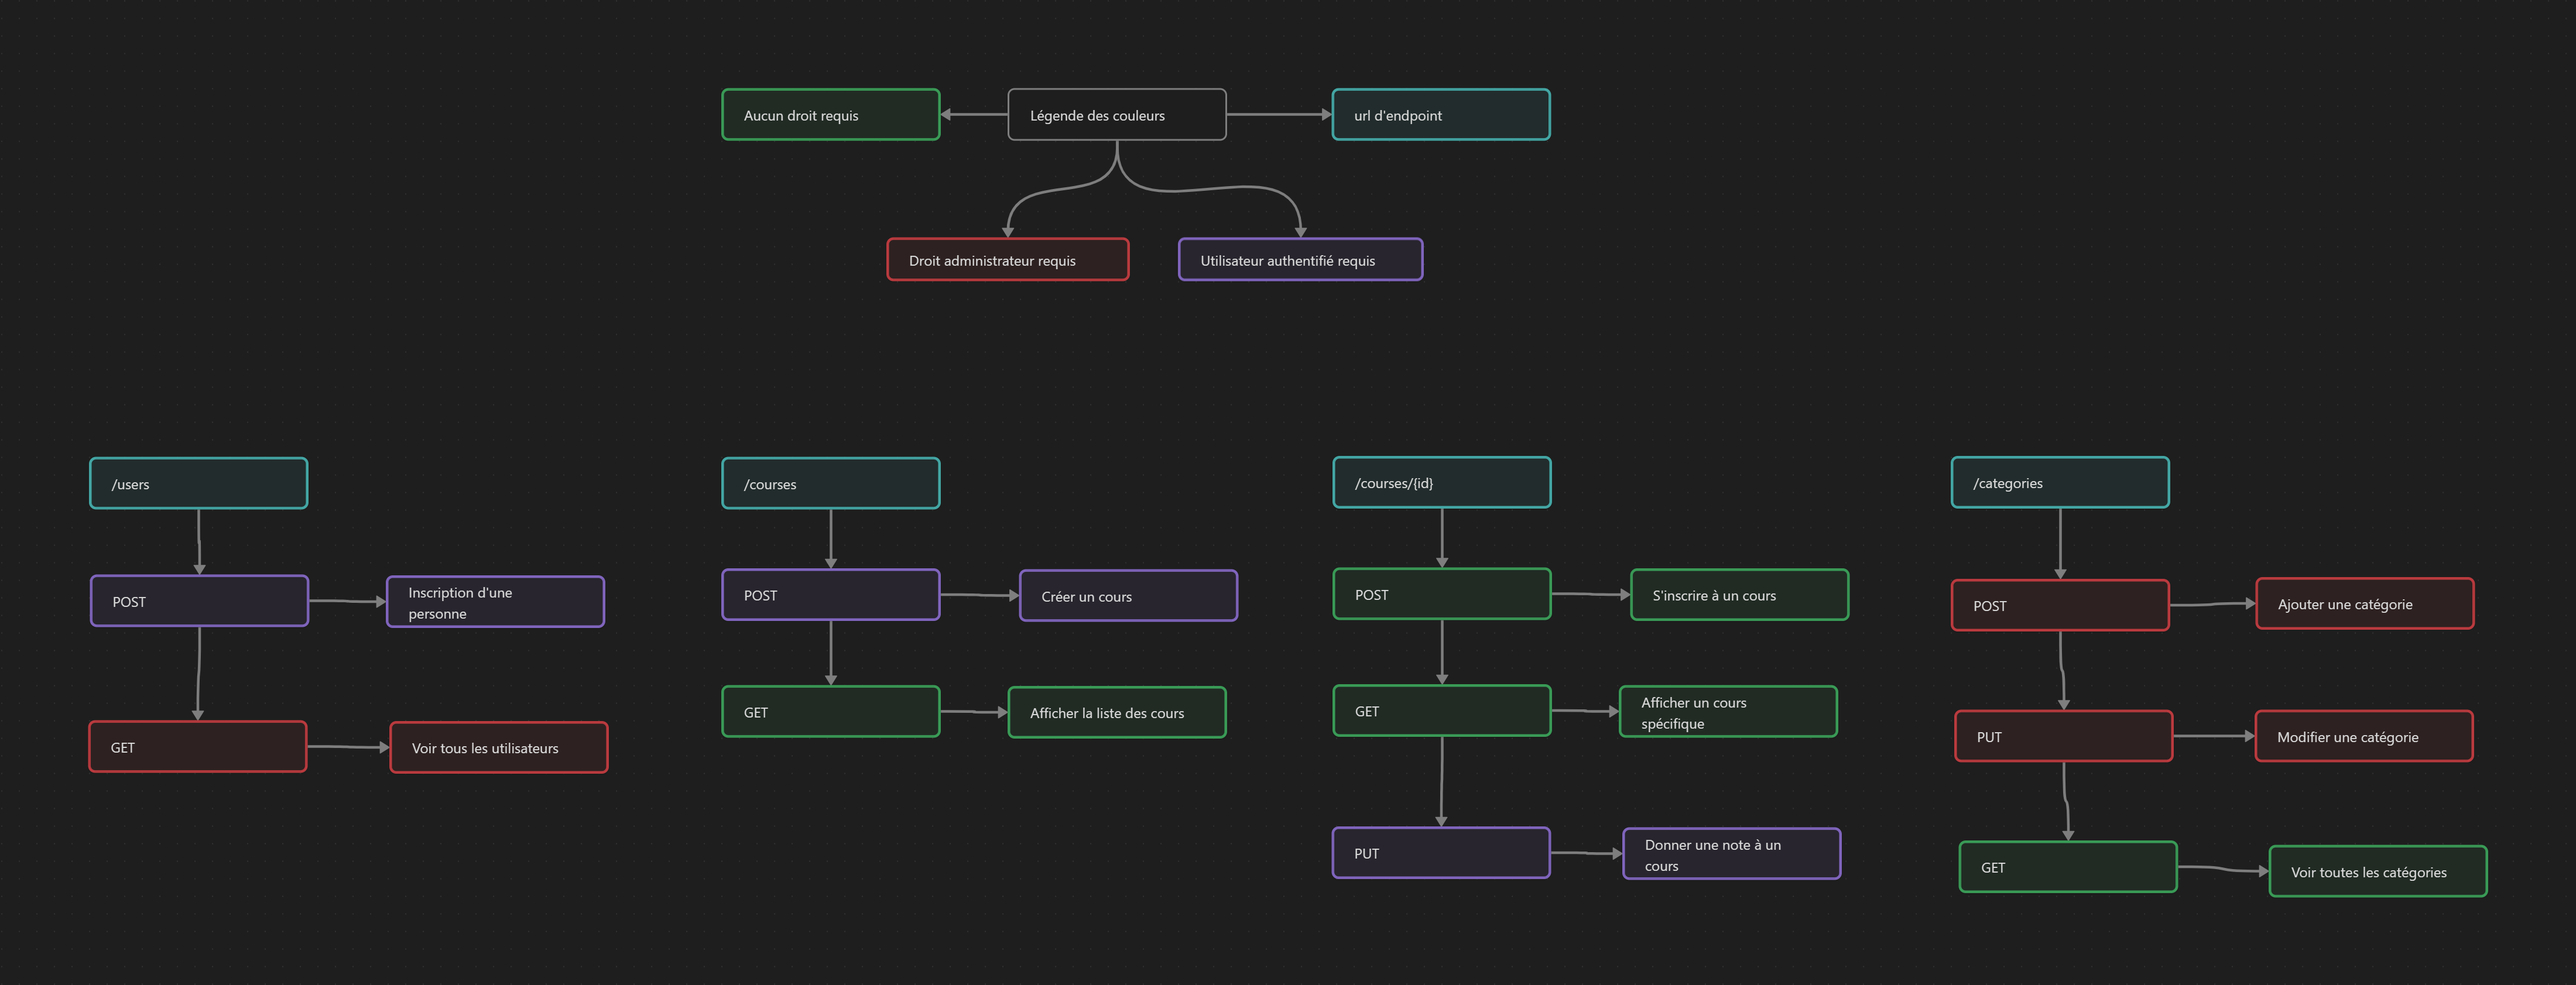 Aucun droit requis
Légende des couleurs
url d'endpoint
Droit administrateur requis
Utilisateur authentifié requis
/users
POST
Inscription d'une
personne
GET
Voir tous les utilisateurs
/courses
POST
Créer un cours
GET
Afficher la liste des cours
/courses/{id}
POST
S'inscrire à un cours
GET
Afficher un cours
spécifique
PUT
Donner une note à un
cours
/categories
POST
Ajouter une catégorie
PUT
Modifier une catégorie
GET
Voir toutes les catégories